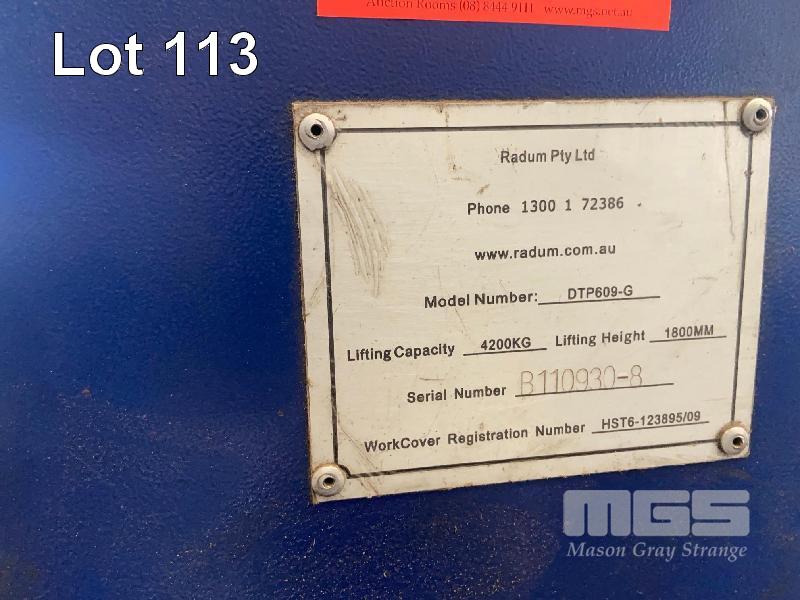 Auction Rooms (08) 8444 9111 www.mgs.net.au
Lot 113
Radum Pty Ltd
Phone 1300 1 72386
www.radum.com.au
Model Number: DTP609-G
Lifting Capacity 4200KG Lifting Height 1800MM
Serial Number B110930-8
WorkCover Registration Number HST6-123895/09
MGS
Mason Gray Strange